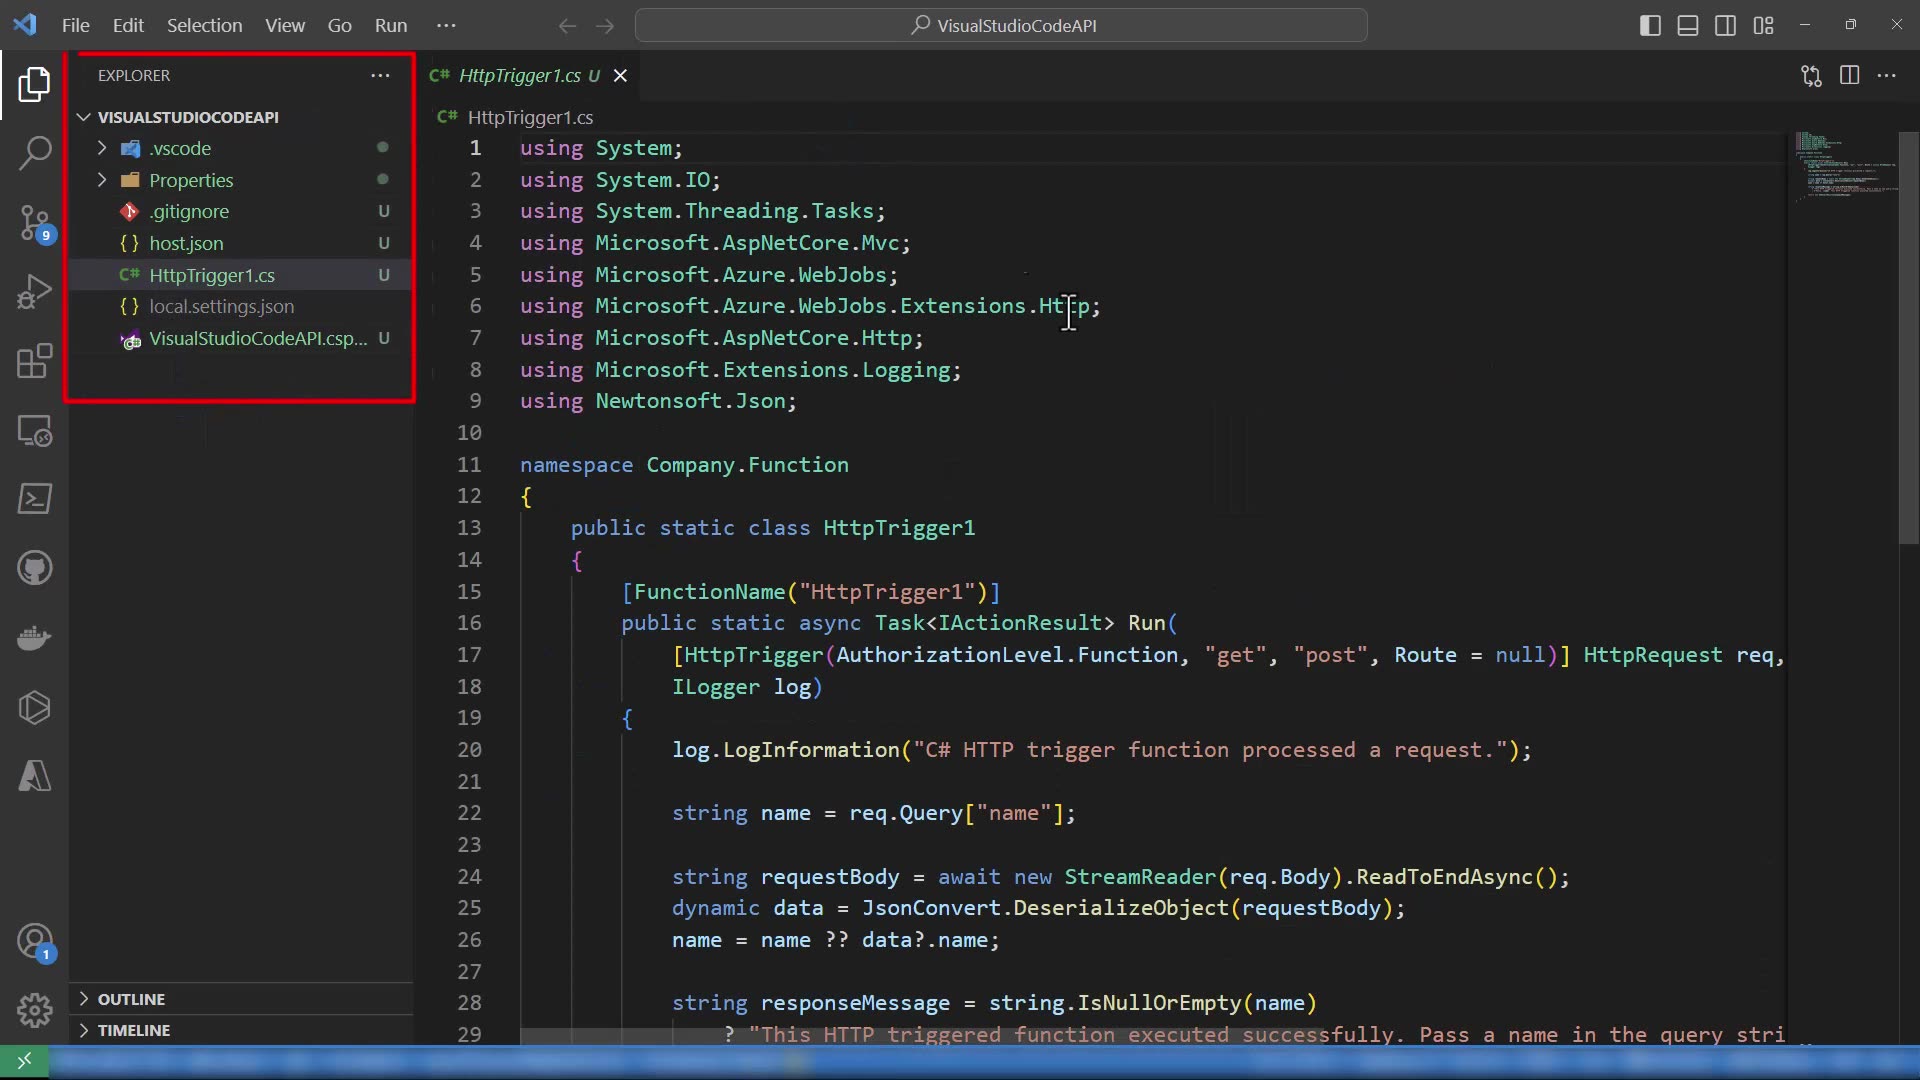 File Edit Selection View Go Run ···
VisualStudioCodeAPI
EXPLORER ···
VISUALSTUDIOCODEAPI
.vscode
Properties
.gitignore U
{} host.json U
C# HttpTrigger1.cs U
{} local.settings.json
VisualStudioCodeAPI.csp... U
9
1
OUTLINE
TIMELINE
C# HttpTrigger1.cs U
C# HttpTrigger1.cs
1 using System;
2 using System.IO;
3 using System.Threading.Tasks;
4 using Microsoft.AspNetCore.Mvc;
5 using Microsoft.Azure.WebJobs;
6 using Microsoft.Azure.WebJobs.Extensions.Http;
7 using Microsoft.AspNetCore.Http;
8 using Microsoft.Extensions.Logging;
9 using Newtonsoft.Json;
10
11 namespace Company.Function
12 {
13 public static class HttpTrigger1
14 {
15 [FunctionName("HttpTrigger1")]
16 public static async Task<IActionResult> Run(
17 [HttpTrigger(AuthorizationLevel.Function, "get", "post", Route = null)] HttpRequest req,
18 ILogger log)
19 {
20 log.LogInformation("C# HTTP trigger function processed a request.");
21
22 string name = req.Query["name"];
23
24 string requestBody = await new StreamReader(req.Body).ReadToEndAsync();
25 dynamic data = JsonConvert.DeserializeObject(requestBody);
26 name = name ?? data?.name;
27
28 string responseMessage = string.IsNullOrEmpty(name)
29 ? "This HTTP triggered function executed successfully. Pass a name in the query stri